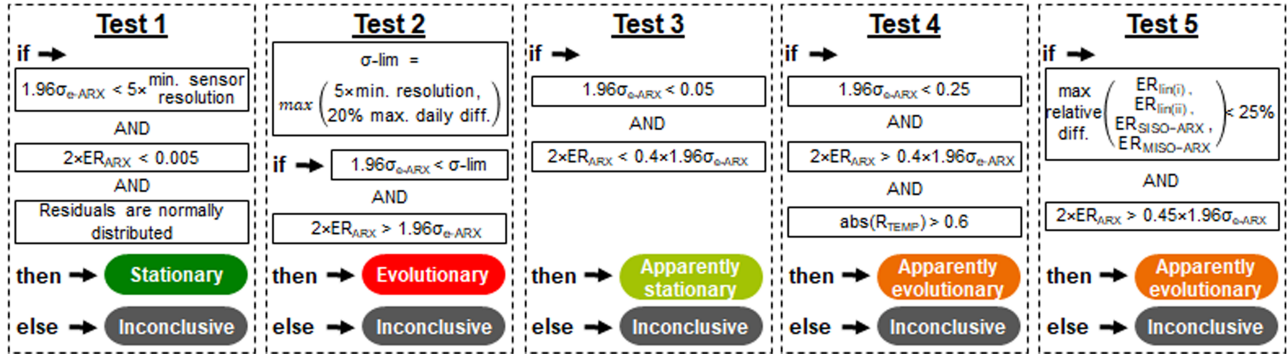 Test 1
if →
1.96σe-ARX < 5× min. sensor resolution
AND
2×ERARX < 0.005
AND
Residuals are normally
distributed
then → Stationary
else → Inconclusive
Test 2
σ-lim =
max ( 5×min. resolution ,
20% max. daily diff. )
if → 1.96σe-ARX < σ-lim
AND
2×ERARX > 1.96σe-ARX
then → Evolutionary
else → Inconclusive
Test 3
if →
1.96σe-ARX < 0.05
AND
2×ERARX < 0.4×1.96σe-ARX
then → Apparently
stationary
else → Inconclusive
Test 4
if →
1.96σe-ARX < 0.25
AND
2×ERARX > 0.4×1.96σe-ARX
AND
abs(RTEMP) > 0.6
then → Apparently
evolutionary
else → Inconclusive
Test 5
if →
max
relative
diff.
( ERlin(i) ,
ERlin(ii) ,
ERSISO−ARX ,
ERMISO−ARX ) < 25%
AND
2×ERARX > 0.45×1.96σe-ARX
then → Apparently
evolutionary
else → Inconclusive